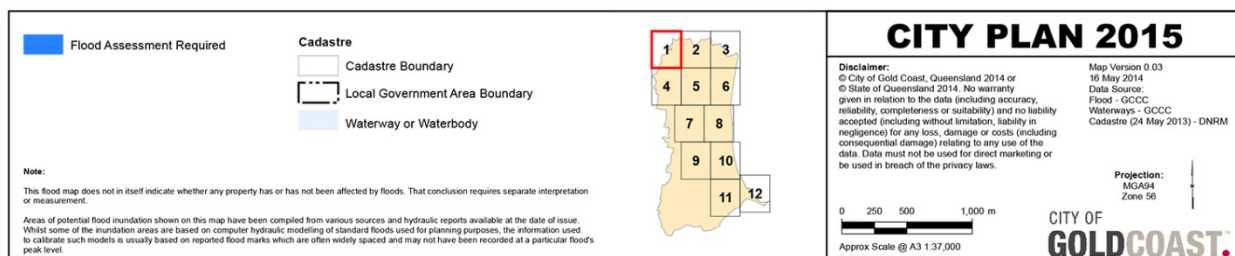 Flood Assessment Required
Cadastre
Cadastre Boundary
Local Government Area Boundary
Waterway or Waterbody
Note:
This flood map does not in itself indicate whether any property has or has not been affected by floods. That conclusion requires separate interpretation
or measurement.
Areas of potential flood inundation shown on this map have been compiled from various sources and hydraulic reports available at the date of issue.
Whilst some of the inundation areas are based on computer hydraulic modelling of standard floods used for planning purposes, the information used
to calibrate such models is usually based on reported flood marks which are often widely spaced and may not have been recorded at a particular flood's
peak level.
1 2 3
4 5 6
7 8
9 10
11 12
CITY PLAN 2015
Disclaimer:
© City of Gold Coast, Queensland 2014 or
© State of Queensland 2014. No warranty
given in relation to the data (including accuracy,
reliability, completeness or suitability) and no liability
accepted (including without limitation, liability in
negligence) for any loss, damage or costs (including
consequential damage) relating to any use of the
data. Data must not be used for direct marketing or
be used in breach of the privacy laws.
Map Version 0.03
16 May 2014
Data Source:
Flood - GCCC
Waterways - GCCC
Cadastre (24 May 2013) - DNRM
Projection:
MGA94
Zone 56
0 250 500 1,000 m
Approx Scale @ A3 1:37,000
CITY OF
GOLDCOAST.